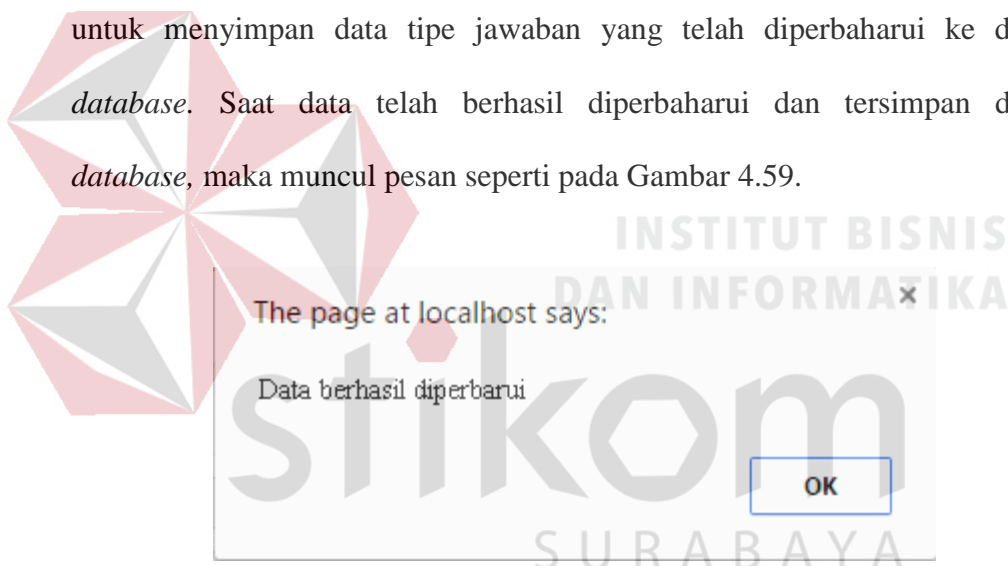 untuk menyimpan data tipe jawaban yang telah diperbaharui ke
database. Saat data telah berhasil diperbaharui dan tersimpan
database, maka muncul pesan seperti pada Gambar 4.59.
INSTITUT BISNIS
DAN INFORMATIKA
The page at localhost says:
×
Data berhasil diperbarui
stikom
OK
SURABAYA